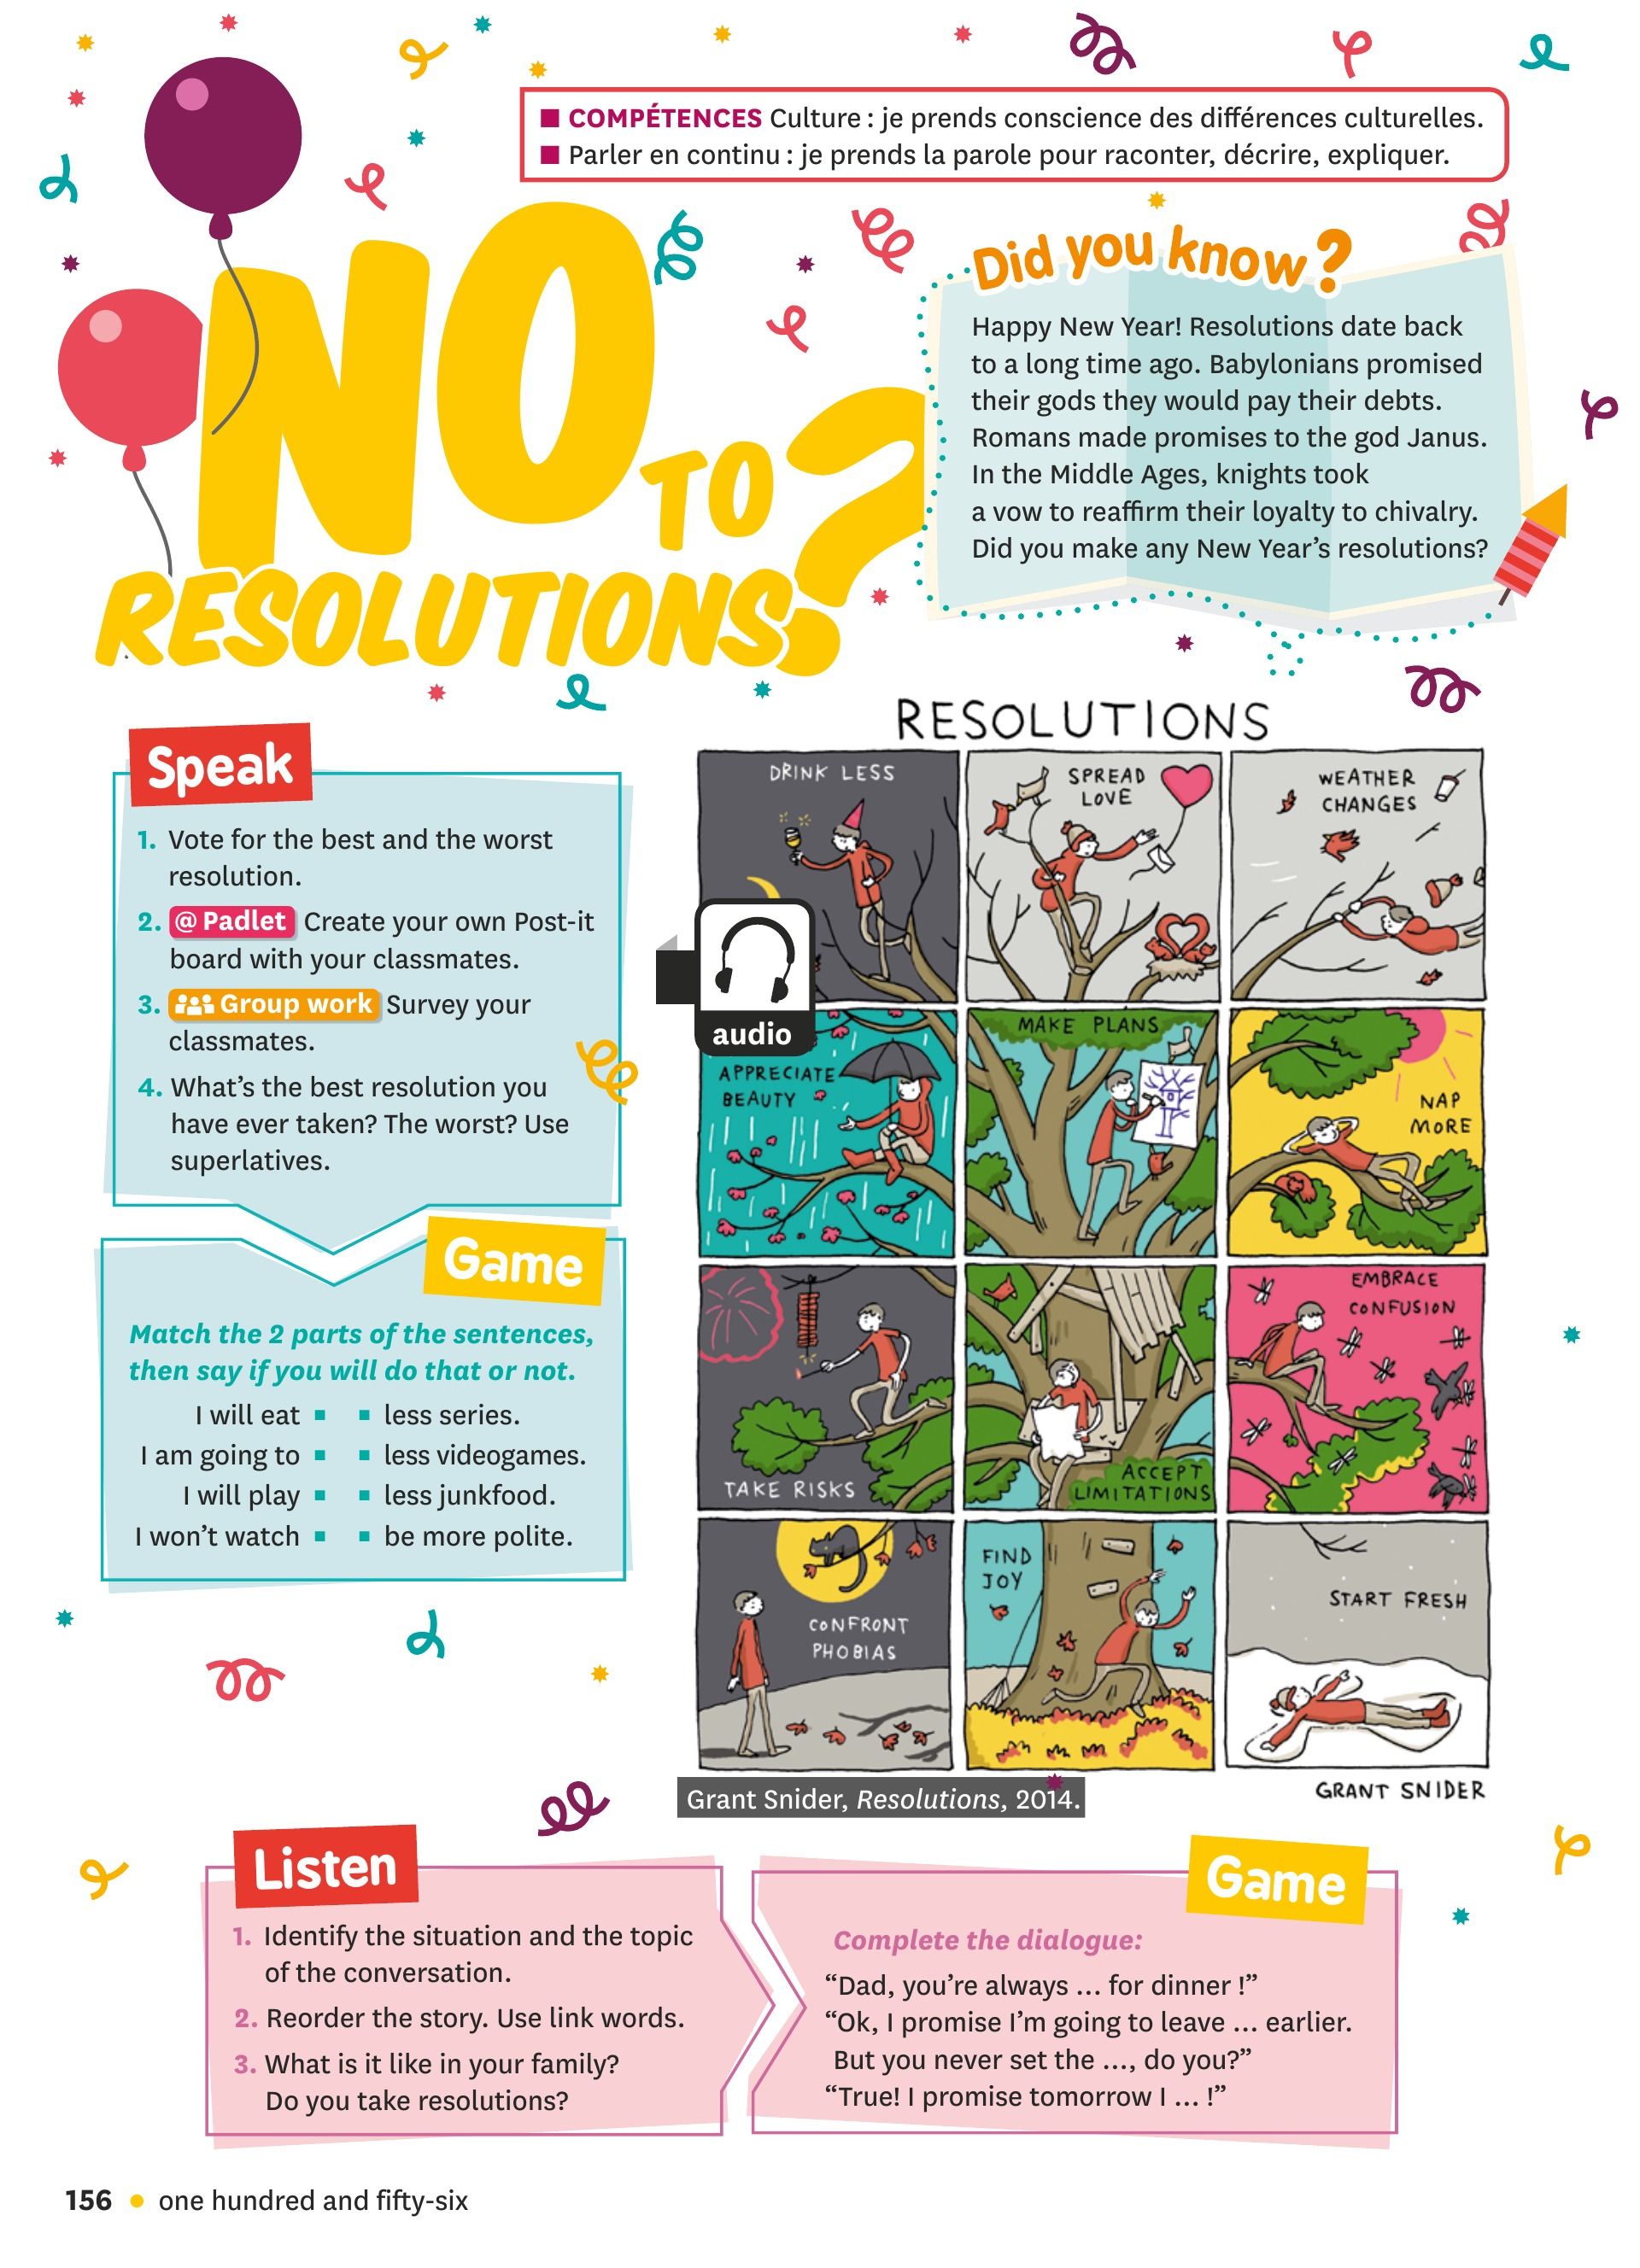 ■ COMPÉTENCES Culture : je prends conscience des différences culturelles.
■ Parler en continu : je prends la parole pour raconter, décrire, expliquer.
NO TO
RESOLUTIONS?
Did you know?
Happy New Year! Resolutions date back
to a long time ago. Babylonians promised
their gods they would pay their debts.
Romans made promises to the god Janus.
In the Middle Ages, knights took
a vow to reaffirm their loyalty to chivalry.
Did you make any New Year’s resolutions?
Speak
1. Vote for the best and the worst
resolution.
2. @ Padlet Create your own Post-it
board with your classmates.
3. Group work Survey your
classmates.
4. What’s the best resolution you
have ever taken? The worst? Use
superlatives.
Game
Match the 2 parts of the sentences,
then say if you will do that or not.
I will eat ▪ ▪ less series.
I am going to ▪ ▪ less videogames.
I will play ▪ ▪ less junkfood.
I won’t watch ▪ ▪ be more polite.
RESOLUTIONS
DRINK LESS
SPREAD
LOVE
WEATHER
CHANGES
audio
APPRECIATE
BEAUTY
MAKE PLANS
NAP
MORE
TAKE RISKS
ACCEPT
LIMITATIONS
EMBRACE
CONFUSION
CONFRONT
PHOBIAS
FIND
JOY
START FRESH
GRANT SNIDER
Grant Snider, Resolutions, 2014.
Listen
1. Identify the situation and the topic
of the conversation.
2. Reorder the story. Use link words.
3. What is it like in your family?
Do you take resolutions?
Game
Complete the dialogue:
“Dad, you’re always ... for dinner !”
“Ok, I promise I’m going to leave ... earlier.
But you never set the ..., do you?”
“True! I promise tomorrow I ... !”
156 • one hundred and fifty-six